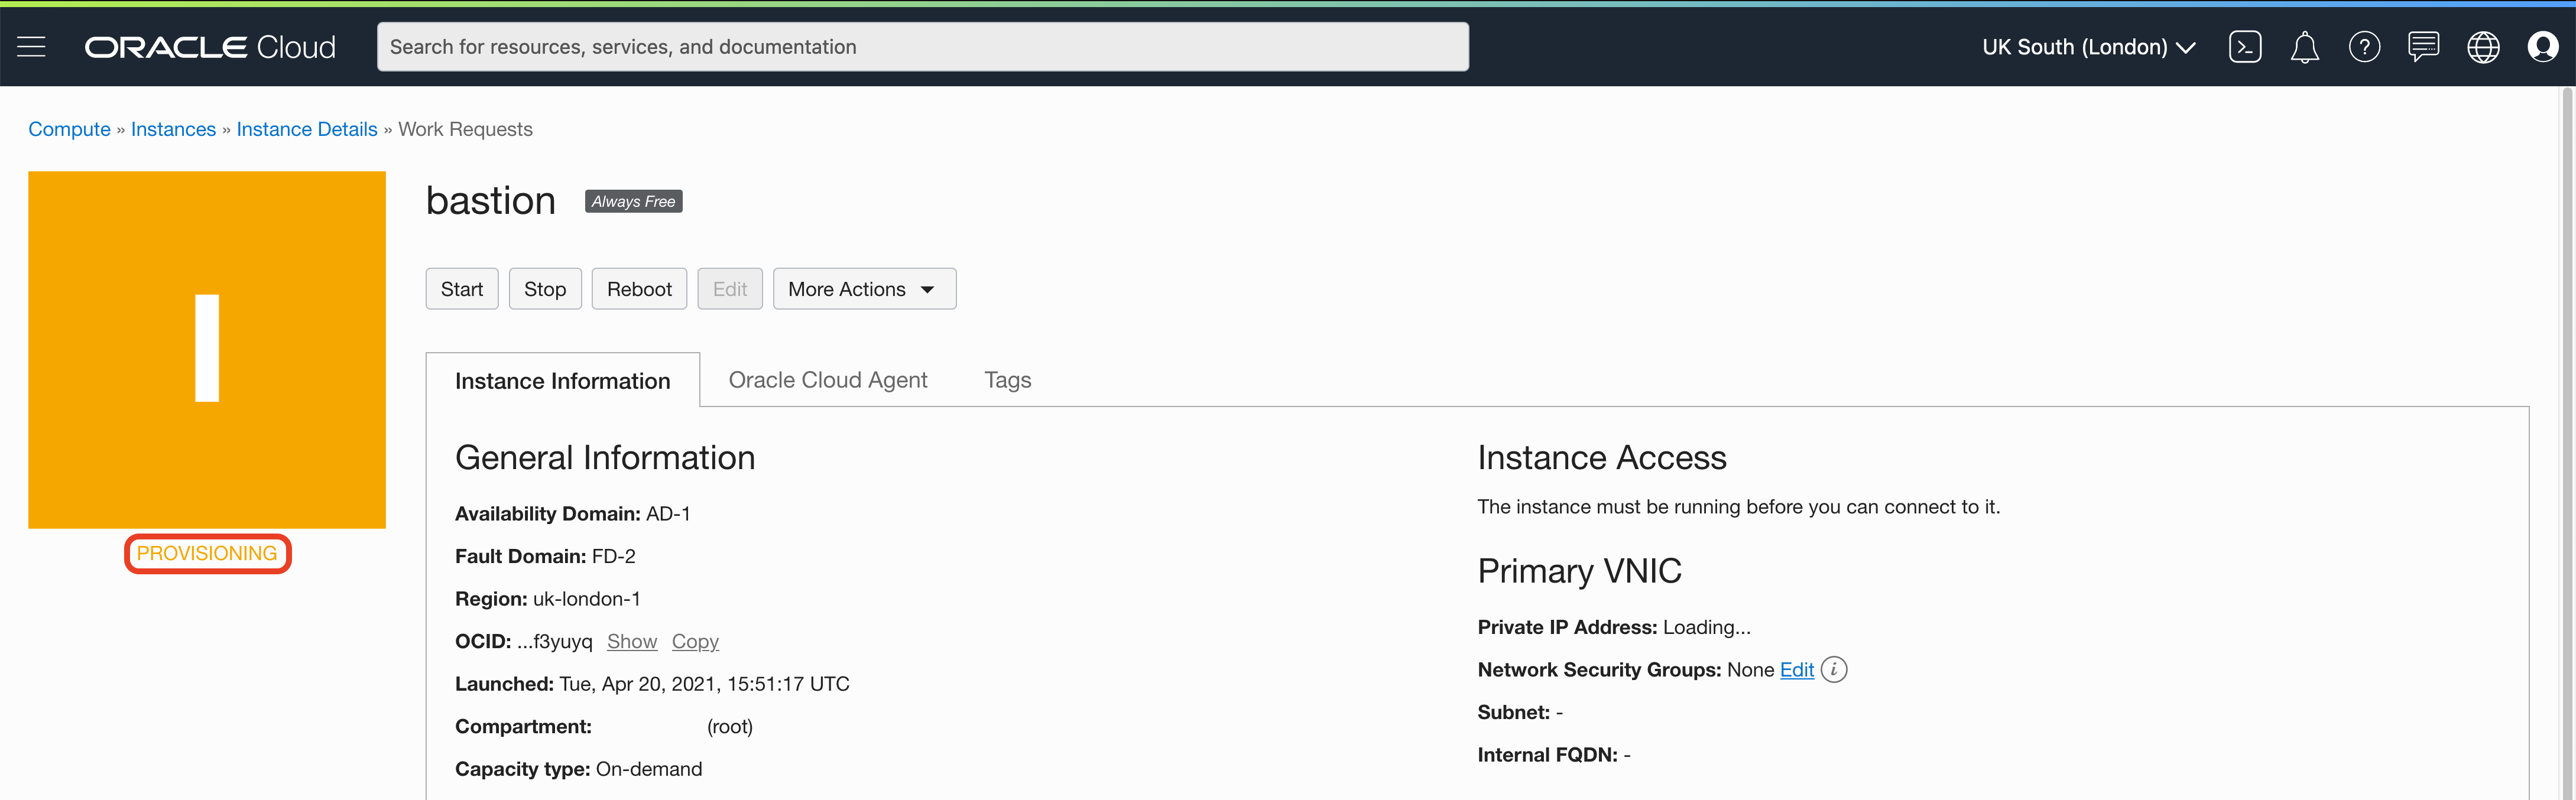 ORACLE Cloud
Search for resources, services, and documentation
UK South (London)
Compute » Instances » Instance Details » Work Requests
I
PROVISIONING
bastion
Always Free
Start
Stop
Reboot
Edit
More Actions
Instance Information
Oracle Cloud Agent
Tags
General Information
Availability Domain: AD-1
Fault Domain: FD-2
Region: uk-london-1
OCID: ...f3yuyq Show Copy
Launched: Tue, Apr 20, 2021, 15:51:17 UTC
Compartment: (root)
Capacity type: On-demand
Instance Access
The instance must be running before you can connect to it.
Primary VNIC
Private IP Address: Loading...
Network Security Groups: None Edit
Subnet: -
Internal FQDN: -